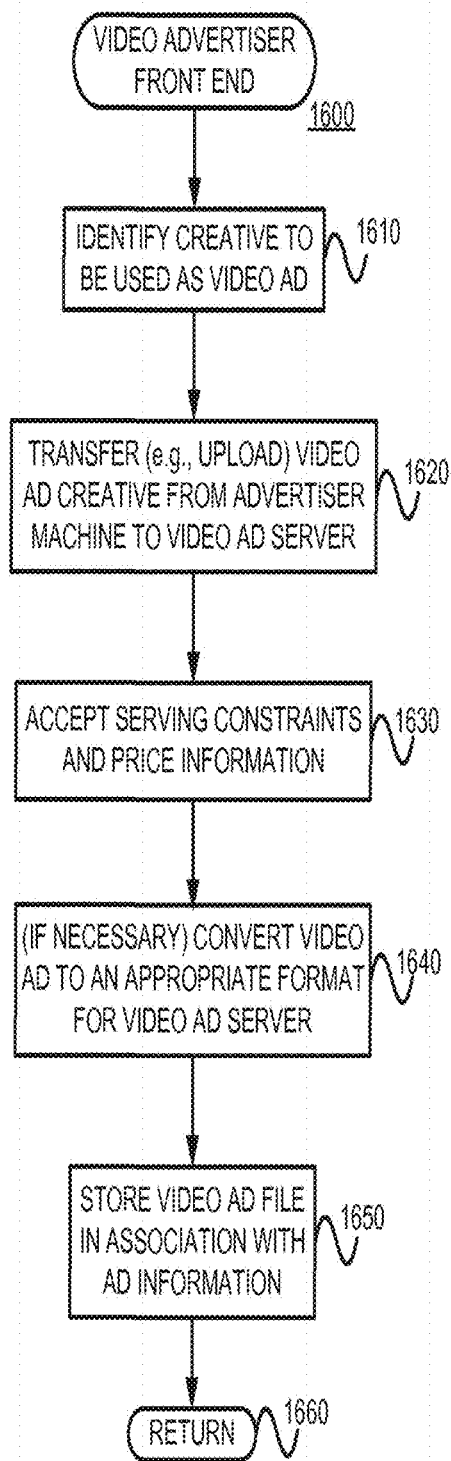 VIDEO ADVERTISER
FRONT END
1600
IDENTIFY CREATIVE TO
BE USED AS VIDEO AD
1610
TRANSFER (e.g., UPLOAD) VIDEO
AD CREATIVE FROM ADVERTISER
MACHINE TO VIDEO AD SERVER
1620
ACCEPT SERVING CONSTRAINTS
AND PRICE INFORMATION
1630
(IF NECESSARY) CONVERT VIDEO
AD TO AN APPROPRIATE FORMAT
FOR VIDEO AD SERVER
1640
STORE VIDEO AD FILE
IN ASSOCIATION WITH
AD INFORMATION
1650
RETURN
1660